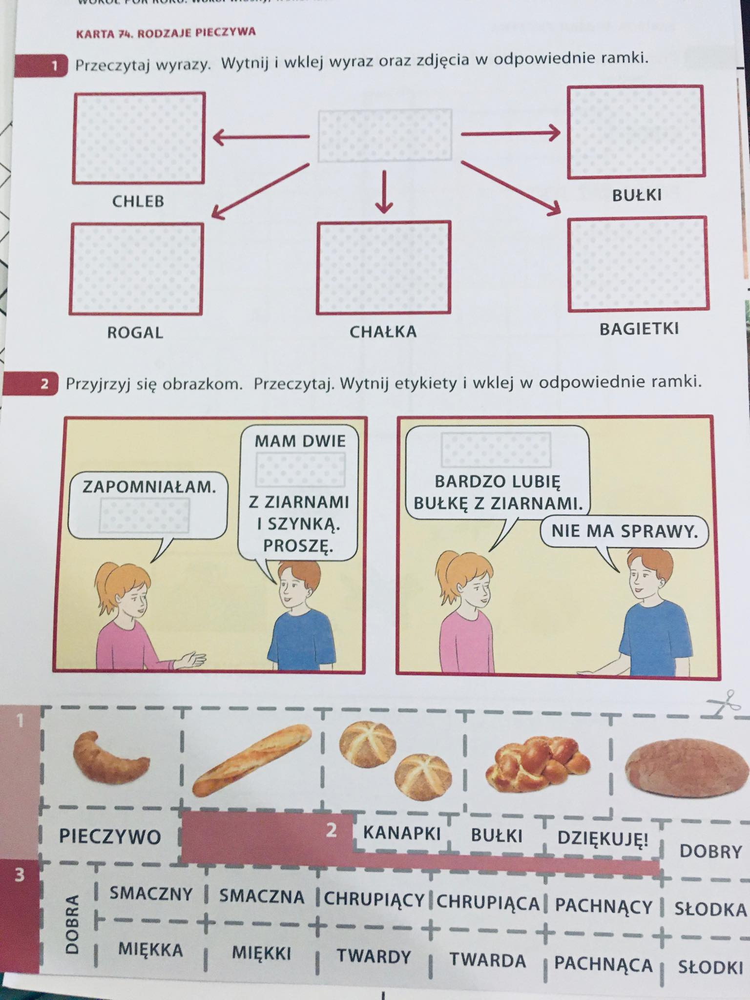 KARTA 74. RODZAJE PIECZYWA
1 Przeczytaj wyrazy. Wytnij i wklej wyraz oraz zdjęcia w odpowiednie ramki.
CHLEB
BUŁKI
ROGAL
CHAŁKA
BAGIETKI
2 Przyjrzyj się obrazkom. Przeczytaj. Wytnij etykiety i wklej w odpowiednie ramki.
ZAPOMNIAŁAM.
MAM DWIE
Z ZIARNAMI
I SZYNKĄ.
PROSZĘ.
BARDZO LUBIĘ
BUŁKĘ Z ZIARNAMI.
NIE MA SPRAWY.
1
PIECZYWO
2
KANAPKI
BUŁKI
DZIĘKUJĘ!
DOBRY
3
DOBRA
SMACZNY
SMACZNA
CHRUPIĄCY
CHRUPIĄCA
PACHNĄCY
SŁODKA
MIĘKKA
MIĘKKI
TWARDY
TWARDA
PACHNĄCA
SŁODKI